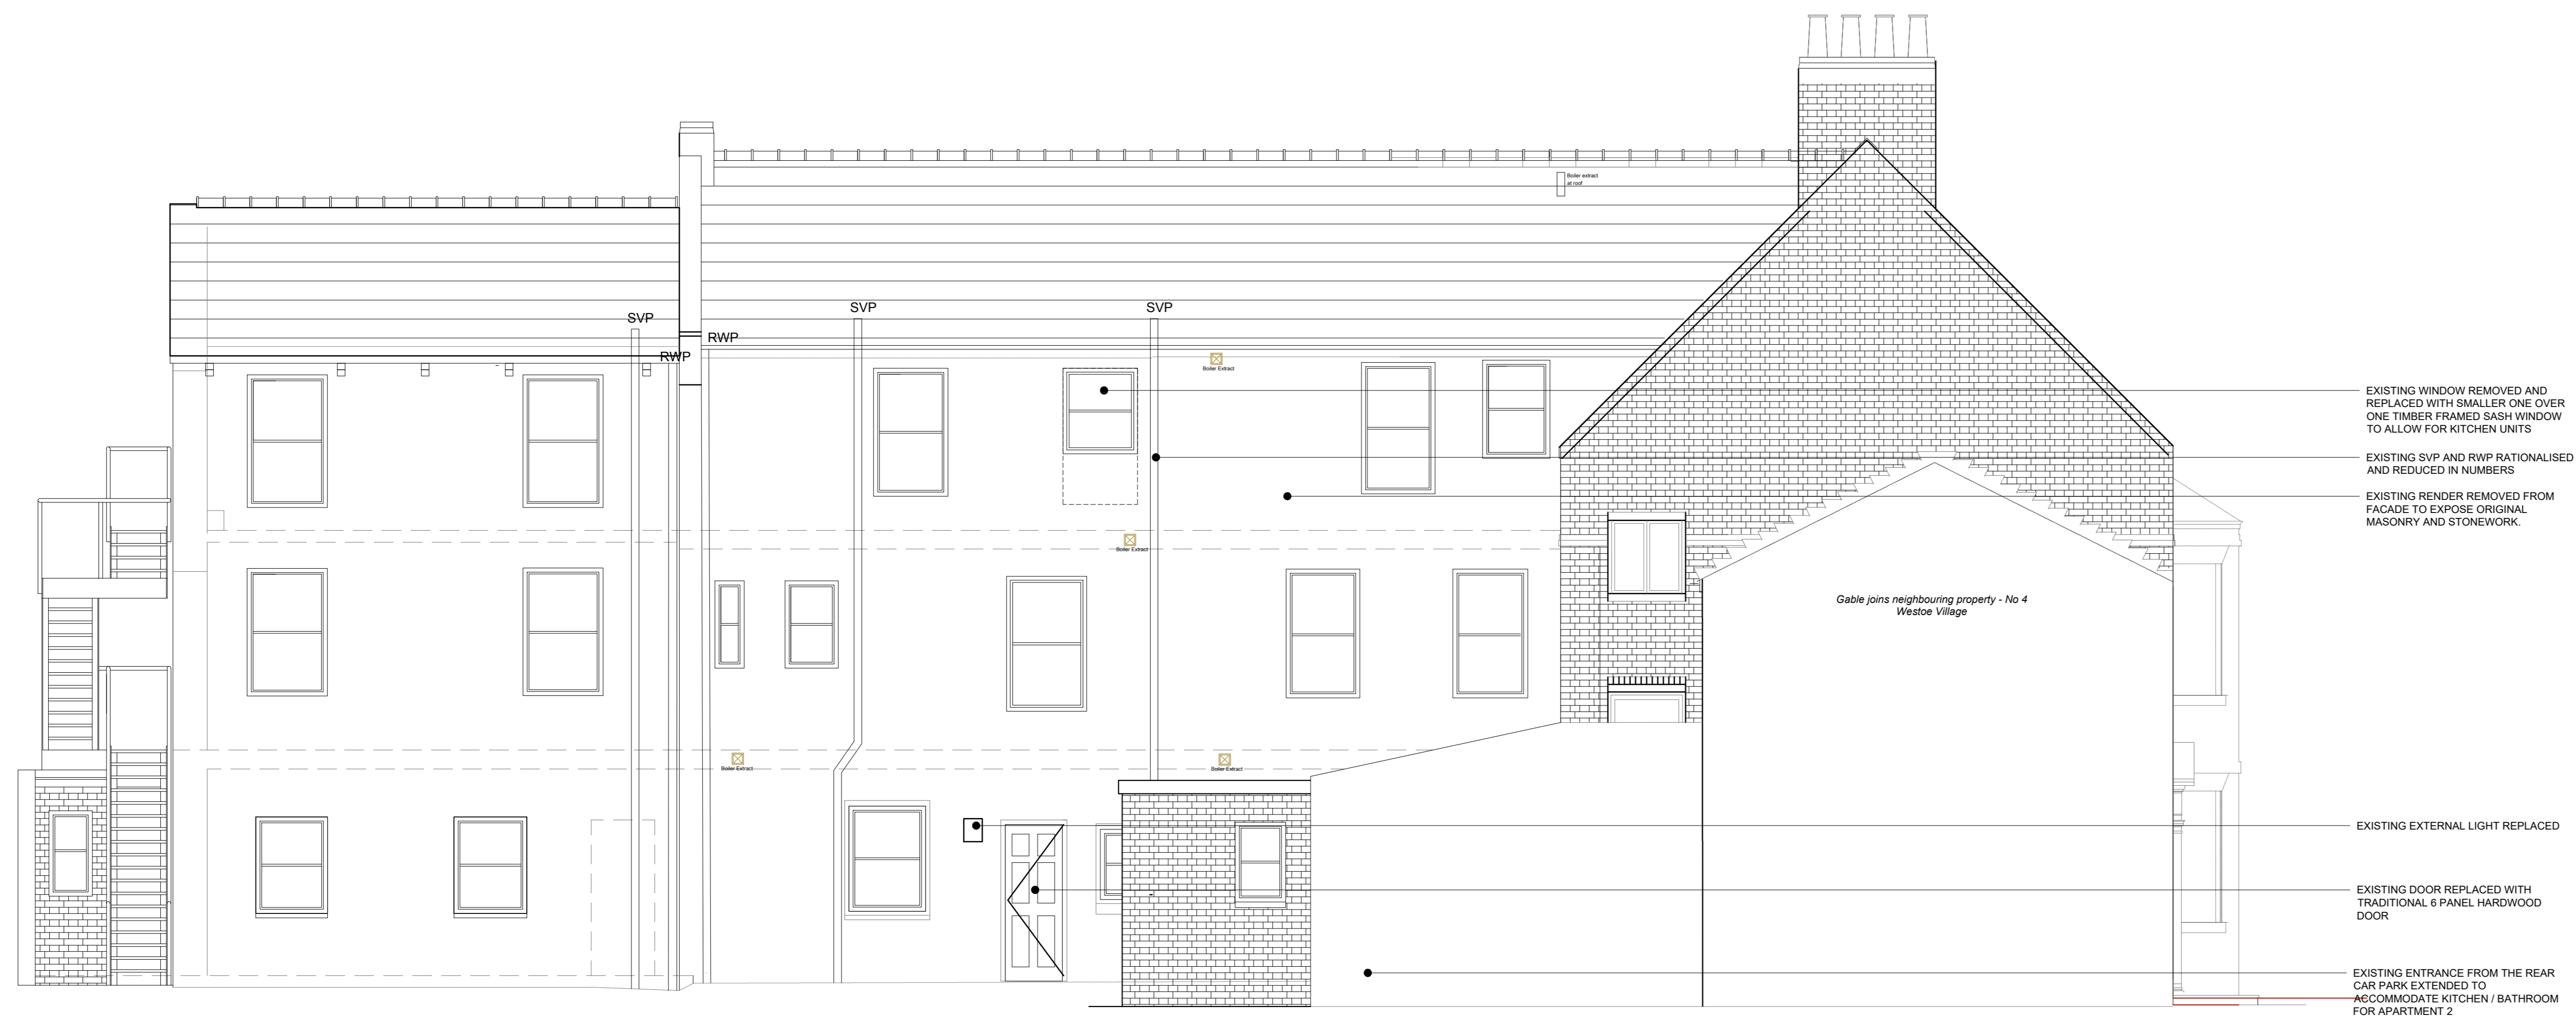 Boiler extract
at roof
SVP
SVP
SVP
RWP
RWP
Boiler Extract
EXISTING WINDOW REMOVED AND
REPLACED WITH SMALLER ONE OVER
ONE TIMBER FRAMED SASH WINDOW
TO ALLOW FOR KITCHEN UNITS
EXISTING SVP AND RWP RATIONALISED
AND REDUCED IN NUMBERS
EXISTING RENDER REMOVED FROM
FACADE TO EXPOSE ORIGINAL
MASONRY AND STONEWORK.
Boiler Extract
Gable joins neighbouring property - No 4
Westoe Village
Boiler Extract
Boiler Extract
EXISTING EXTERNAL LIGHT REPLACED
EXISTING DOOR REPLACED WITH
TRADITIONAL 6 PANEL HARDWOOD
DOOR
EXISTING ENTRANCE FROM THE REAR
CAR PARK EXTENDED TO
ACCOMMODATE KITCHEN / BATHROOM
FOR APARTMENT 2